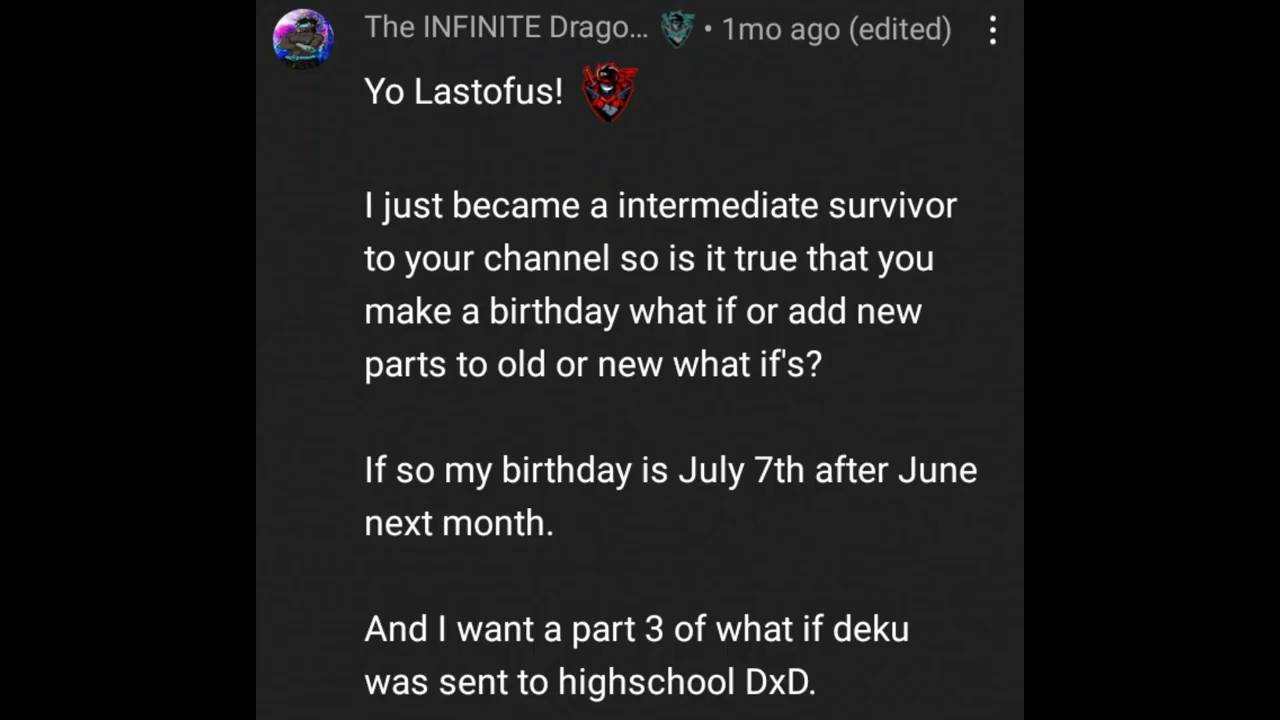 The INFINITE Drago... • 1mo ago (edited)
Yo Lastofus!
I just became a intermediate survivor
to your channel so is it true that you
make a birthday what if or add new
parts to old or new what if's?
If so my birthday is July 7th after June
next month.
And I want a part 3 of what if deku
was sent to highschool DxD.